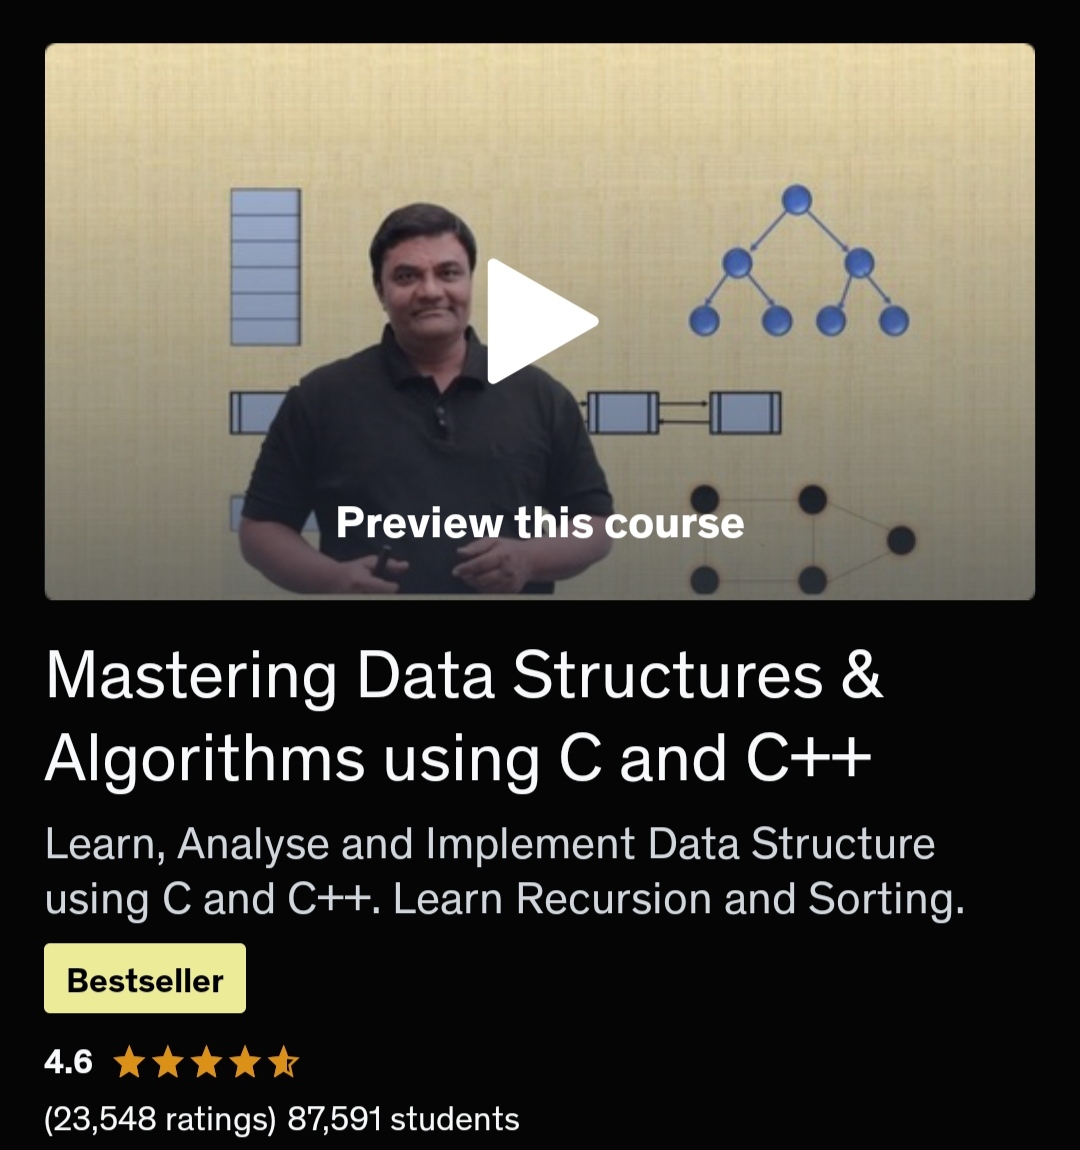 Preview this course
Mastering Data Structures &
Algorithms using C and C++
Learn, Analyse and Implement Data Structure
using C and C++. Learn Recursion and Sorting.
Bestseller
4.6
(23,548 ratings) 87,591 students